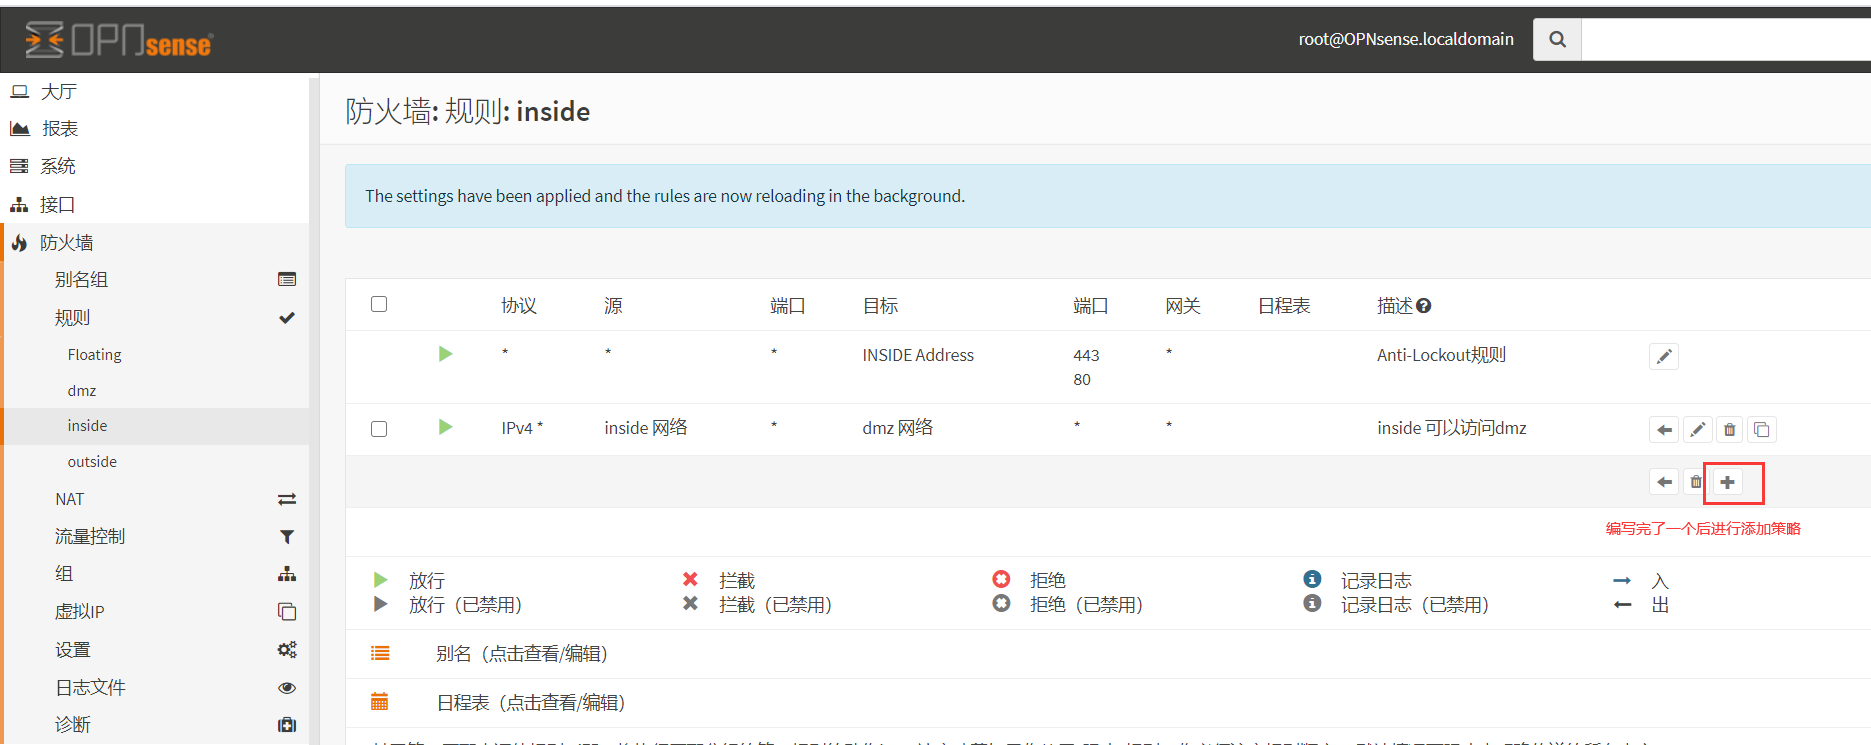 OPNsense
root@OPNsense.localdomain
大厅
报表
系统
接口
防火墙
别名组
规则
Floating
dmz
inside
outside
NAT
流量控制
组
虚拟IP
设置
日志文件
诊断
防火墙: 规则: inside
The settings have been applied and the rules are now reloading in the background.
协议 源 端口 目标 端口 网关 日程表 描述
* * * INSIDE Address 443 * Anti-Lockout规则
80
IPv4 * inside 网络 * dmz 网络 * * inside 可以访问dmz
编写完了一个后进行添加策略
放行 拦截 拒绝 记录日志 入
放行（已禁用） 拦截（已禁用） 拒绝（已禁用） 记录日志（已禁用） 出
别名（点击查看/编辑）
日程表（点击查看/编辑）